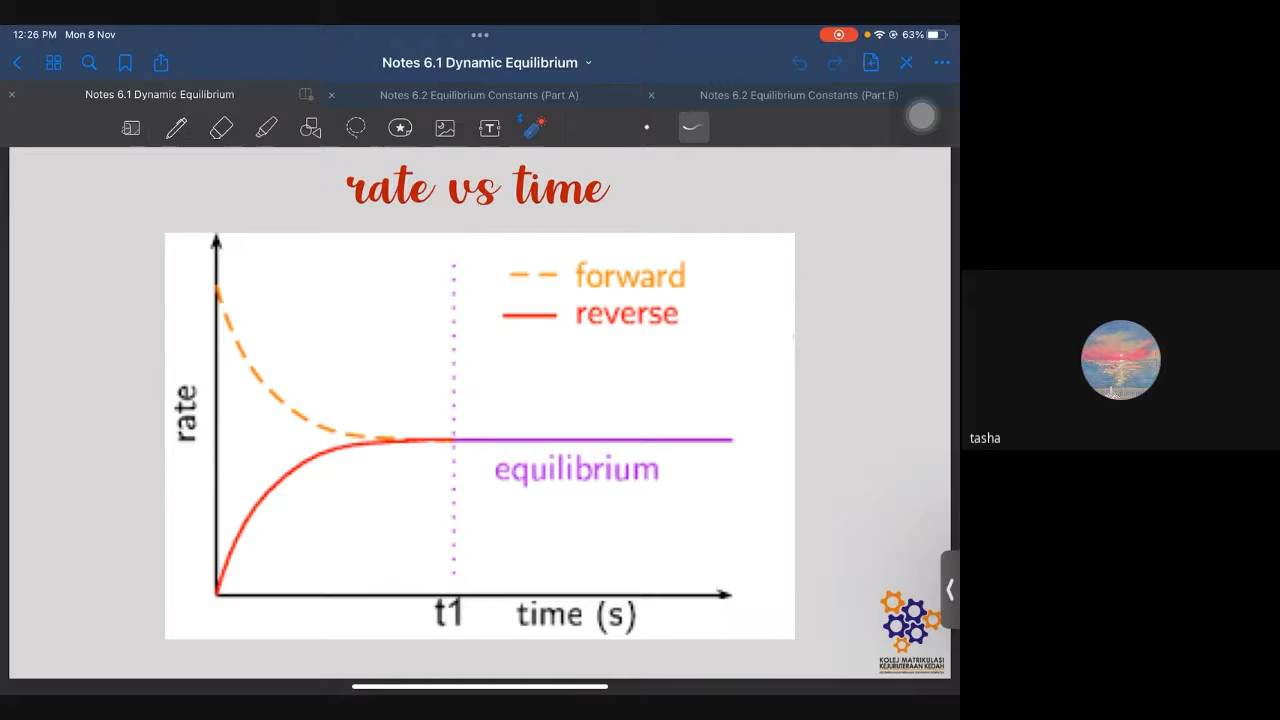 12:26 PM Mon 8 Nov
63%
Notes 6.1 Dynamic Equilibrium
Notes 6.1 Dynamic Equilibrium
Notes 6.2 Equilibrium Constants (Part A)
Notes 6.2 Equilibrium Constants (Part B)
rate vs time
forward
reverse
rate
equilibrium
t1 time (s)
KOLEJ MATRIKULASI
KEJURUTERAAN KEDAH
tasha